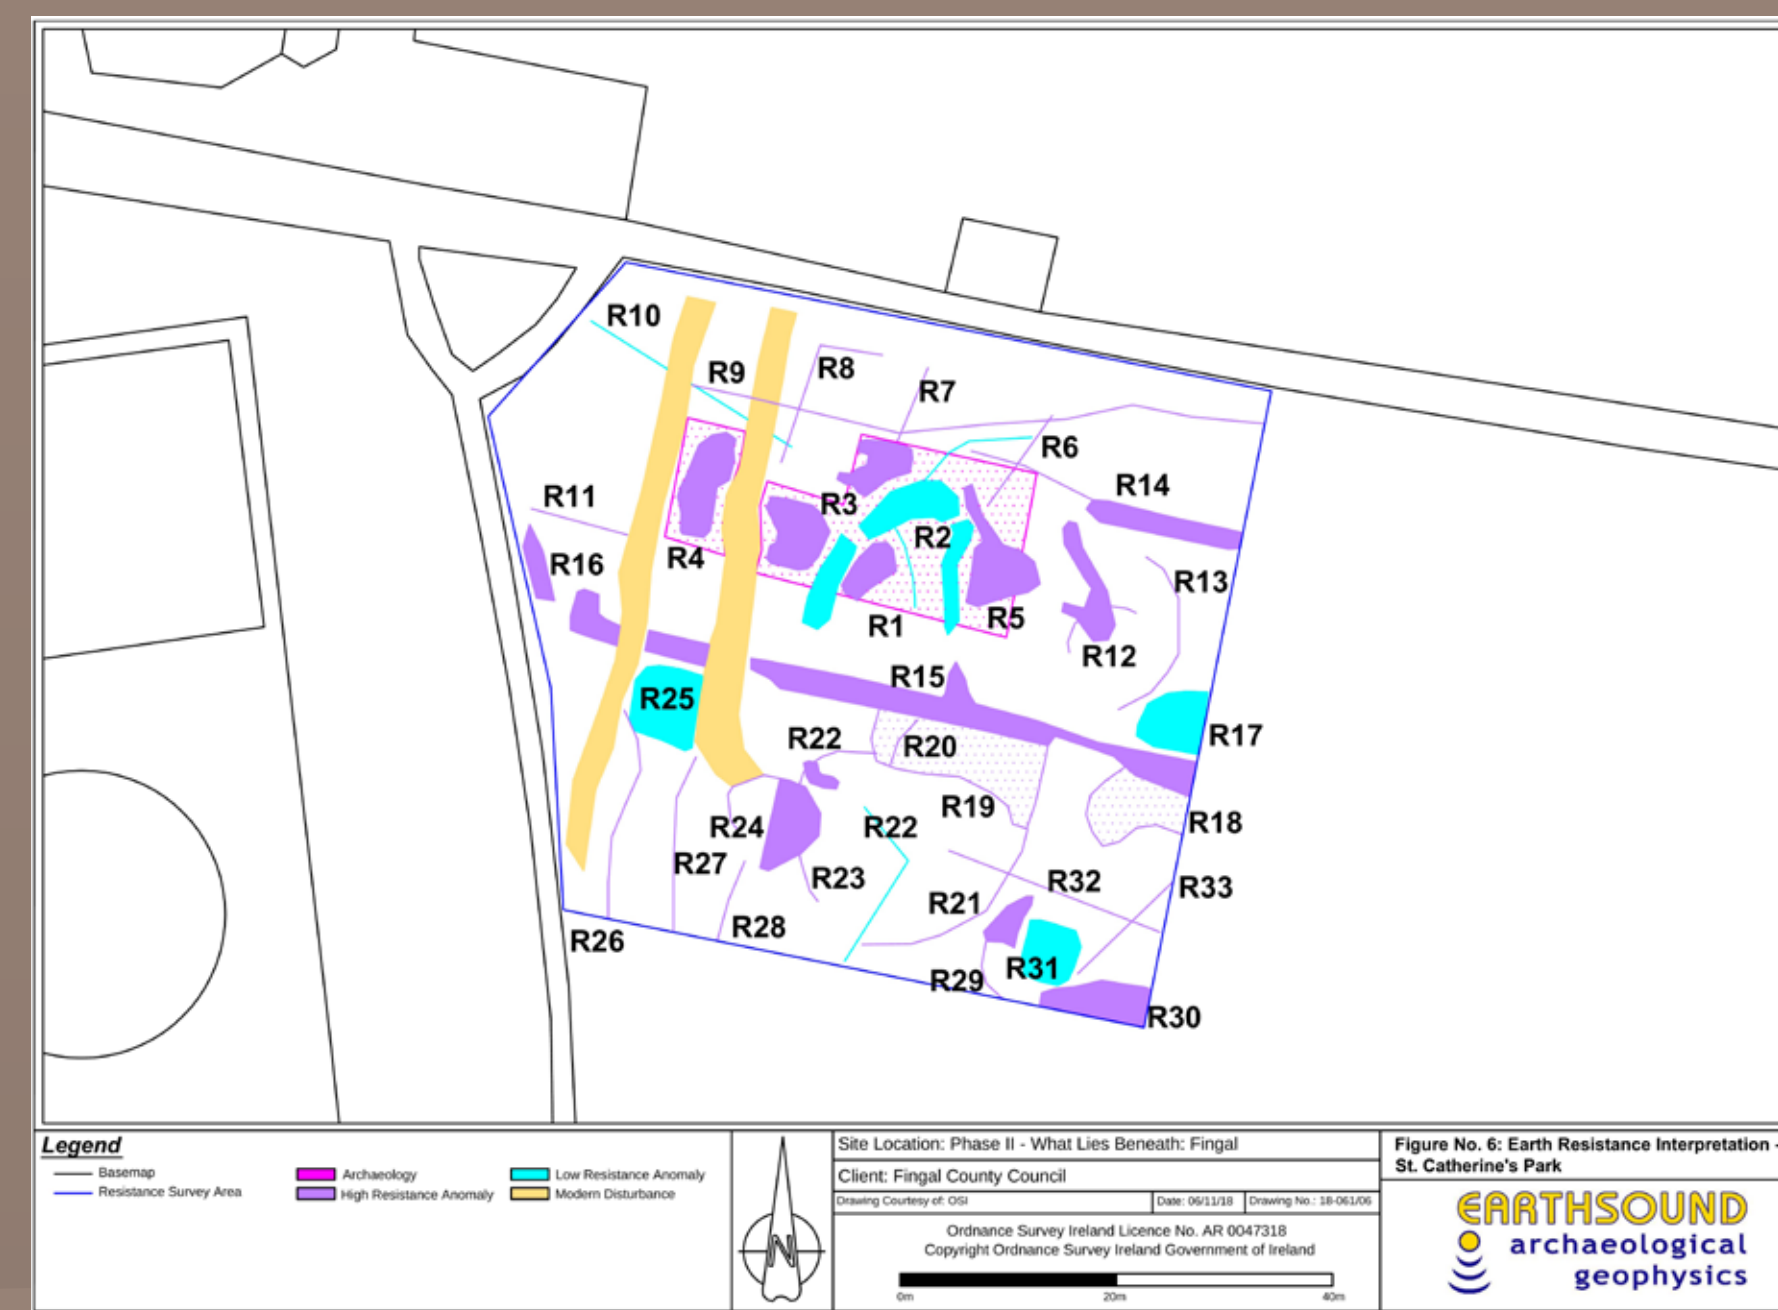 R10
R9
R8
R7
R6
R14
R11
R3
R2
R16
R4
R13
R1
R5
R12
R15
R25
R17
R22
R20
R19
R18
R24
R22
R27
R23
R32
R33
R21
R28
R26
R31
R29
R30
Legend
Basemap
Resistance Survey Area
Archaeology
High Resistance Anomaly
Low Resistance Anomaly
Modern Disturbance
N
Site Location: Phase II - What Lies Beneath: Fingal
Client: Fingal County Council
Drawing Courtesy of: OSI
Date: 06/11/18
Drawing No.: 18-061/06
Ordnance Survey Ireland Licence No. AR 0047318
Copyright Ordnance Survey Ireland Government of Ireland
0m 20m 40m
Figure No. 6: Earth Resistance Interpretation -
St. Catherine's Park
EARTHSOUND
archaeological
geophysics